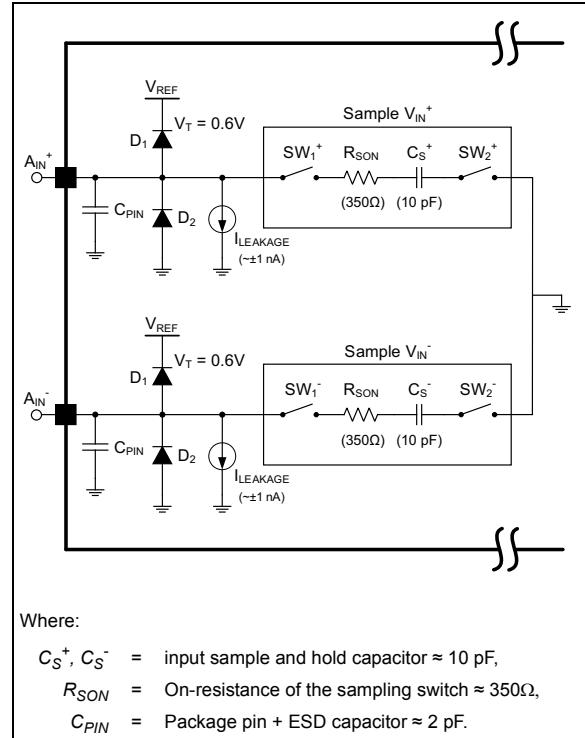 V_REF
V_T = 0.6V
D_1
A_IN^+
C_PIN
D_2
I_LEAKAGE
(~±1 nA)
Sample V_IN^+
SW_1^+
R_SON
C_S^+
SW_2^+
(350Ω)
(10 pF)
V_REF
V_T = 0.6V
D_1
A_IN^-
C_PIN
D_2
I_LEAKAGE
(~±1 nA)
Sample V_IN^-
SW_1^-
R_SON
C_S^-
SW_2^-
(350Ω)
(10 pF)
Where:
C_S^+, C_S^- = input sample and hold capacitor ≈ 10 pF,
R_SON = On-resistance of the sampling switch ≈ 350Ω,
C_PIN = Package pin + ESD capacitor ≈ 2 pF.